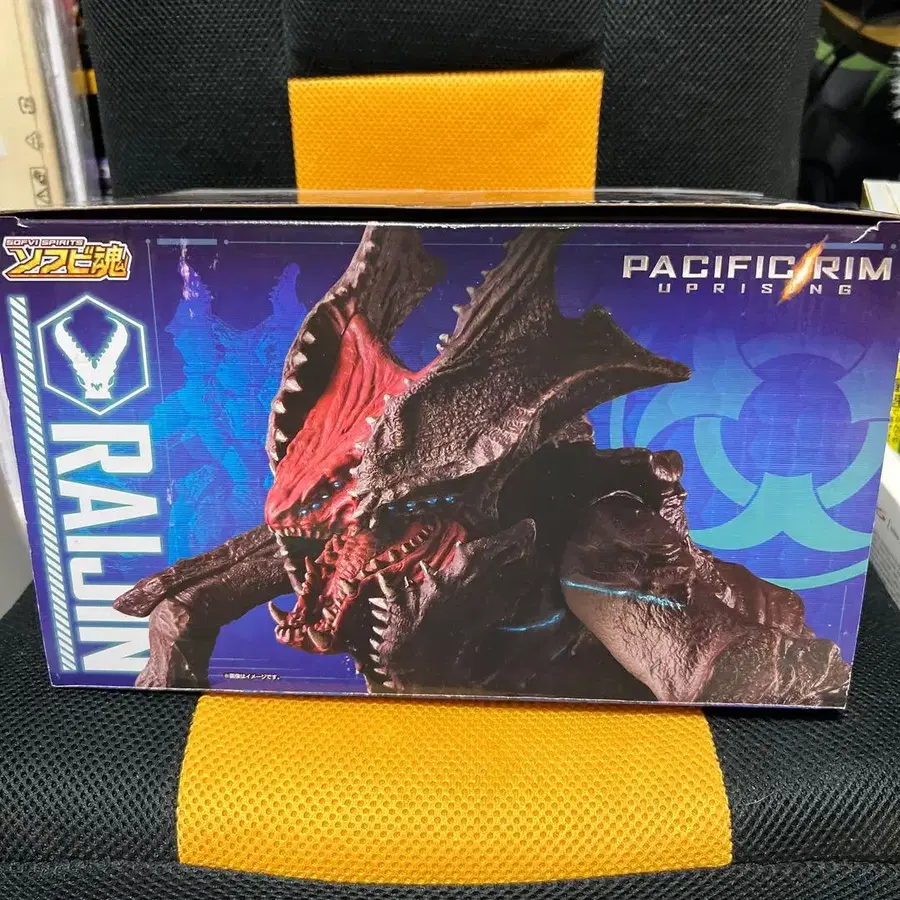 SOFVI SPIRITS
ソフビ魂
PACIFIC RIM
UPRISING
RAIJIN
※画像はイメージです。